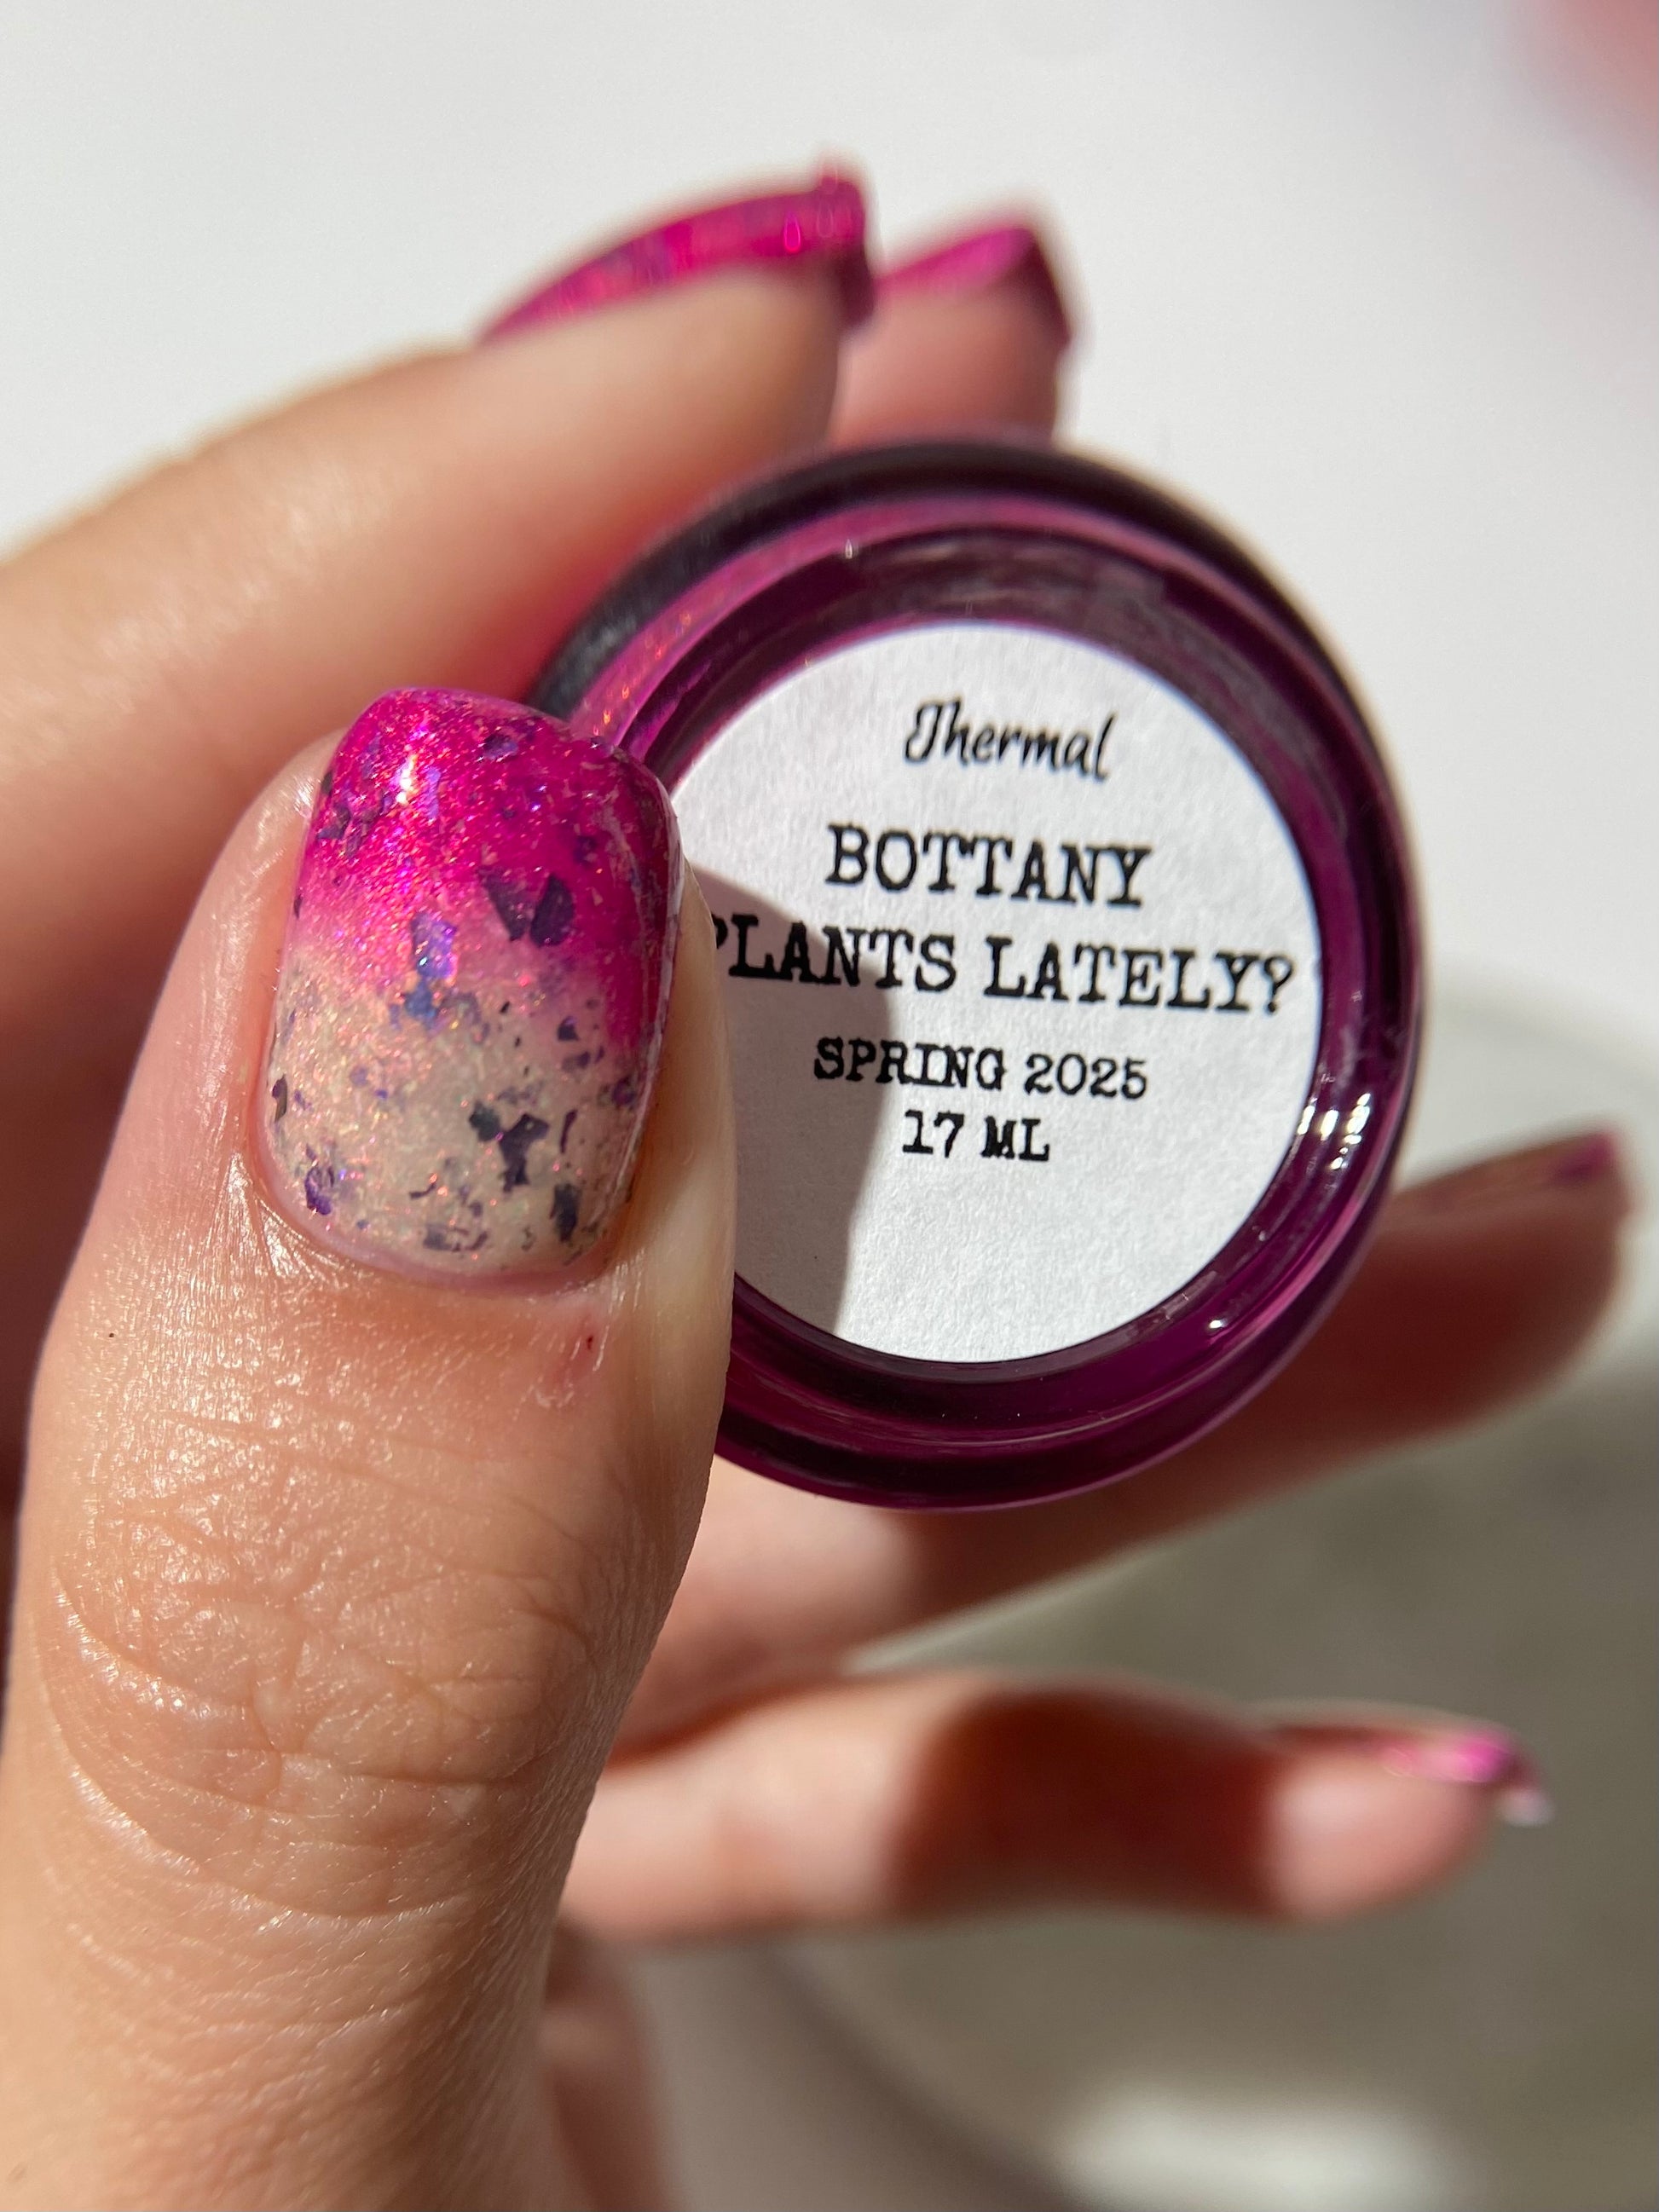 Thermal
BOTTANY
PLANTS LATELY?
SPRING 2025
17 ML